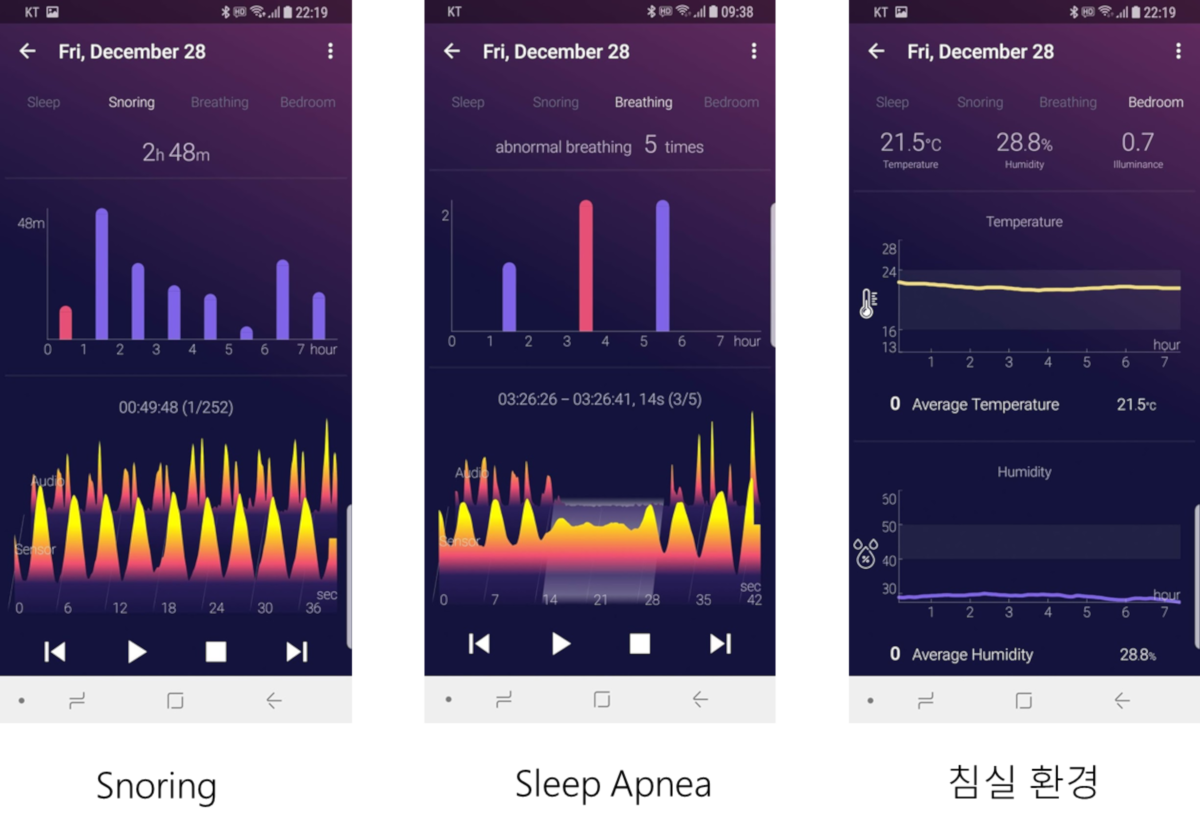 KT 22:19
Fri, December 28
Sleep Snoring Breathing Bedroom
2h 48m
48m
0 1 2 3 4 5 6 7 hour
00:49:48 (1/252)
Audio
Sensor
sec
0 6 12 18 24 30 36
Snoring
KT HD 09:38
Fri, December 28
Sleep Snoring Breathing Bedroom
abnormal breathing 5 times
2
0 1 2 3 4 5 6 7 hour
03:26:26 – 03:26:41, 14s (3/5)
Audio
Sensor
sec
0 7 14 21 28 35 42
Sleep Apnea
KT HD 22:19
Fri, December 28
Sleep Snoring Breathing Bedroom
21.5°C 28.8% 0.7
Temperature Humidity Illuminance
Temperature
28
24
16
13
hour
1 2 3 4 5 6 7
0 Average Temperature 21.5°C
Humidity
50
50
%
40
30
hour
1 2 3 4 5 6 7
0 Average Humidity 28.8%
침실 환경